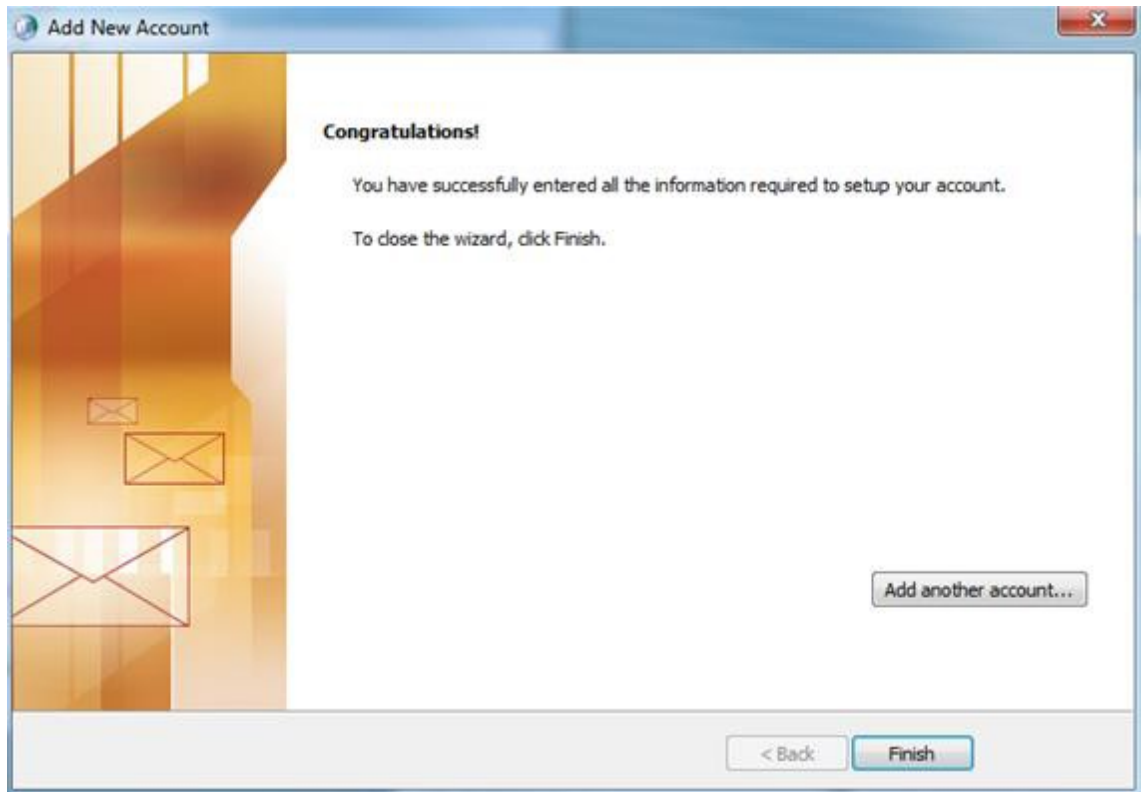 Add New Account
Congratulations!
You have successfully entered all the information required to setup your account.
To close the wizard, click Finish.
Add another account...
< Back
Finish